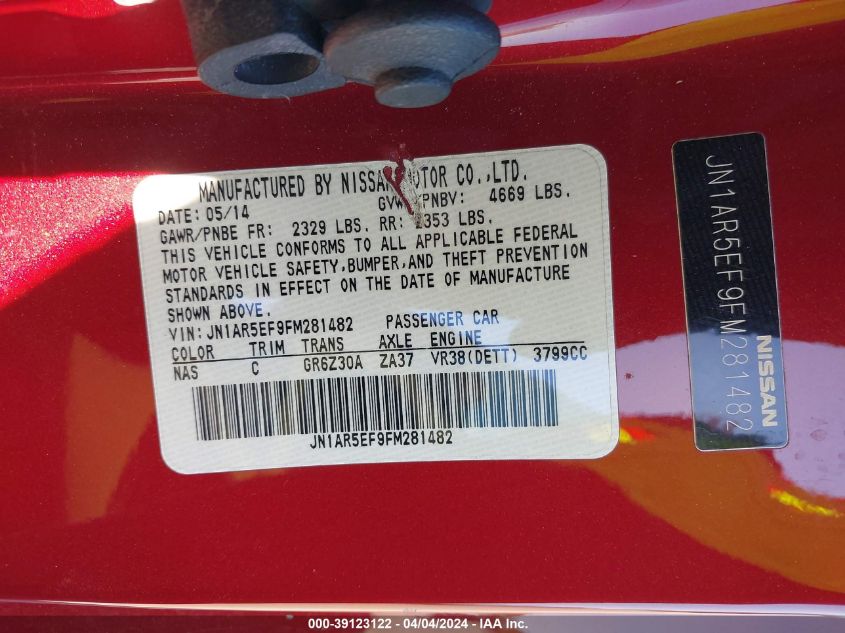 MANUFACTURED BY NISSAN MOTOR CO.,LTD.
DATE: 05/14 GVWR/PNBV: 4669 LBS.
GAWR/PNBE FR: 2329 LBS. RR: 353 LBS.
THIS VEHICLE CONFORMS TO ALL APPLICABLE FEDERAL
MOTOR VEHICLE SAFETY,BUMPER,AND THEFT PREVENTION
STANDARDS IN EFFECT ON THE DATE OF MANUFACTURE
SHOWN ABOVE.
VIN: JN1AR5EF9FM281482 PASSENGER CAR
COLOR TRIM TRANS AXLE ENGINE
NAS C GR6Z30A ZA37 VR38(DETT) 3799CC
JN1AR5EF9FM281482
JN1AR5EF9FM281482
NISSAN
000-39123122 - 04/04/2024 - IAA Inc.